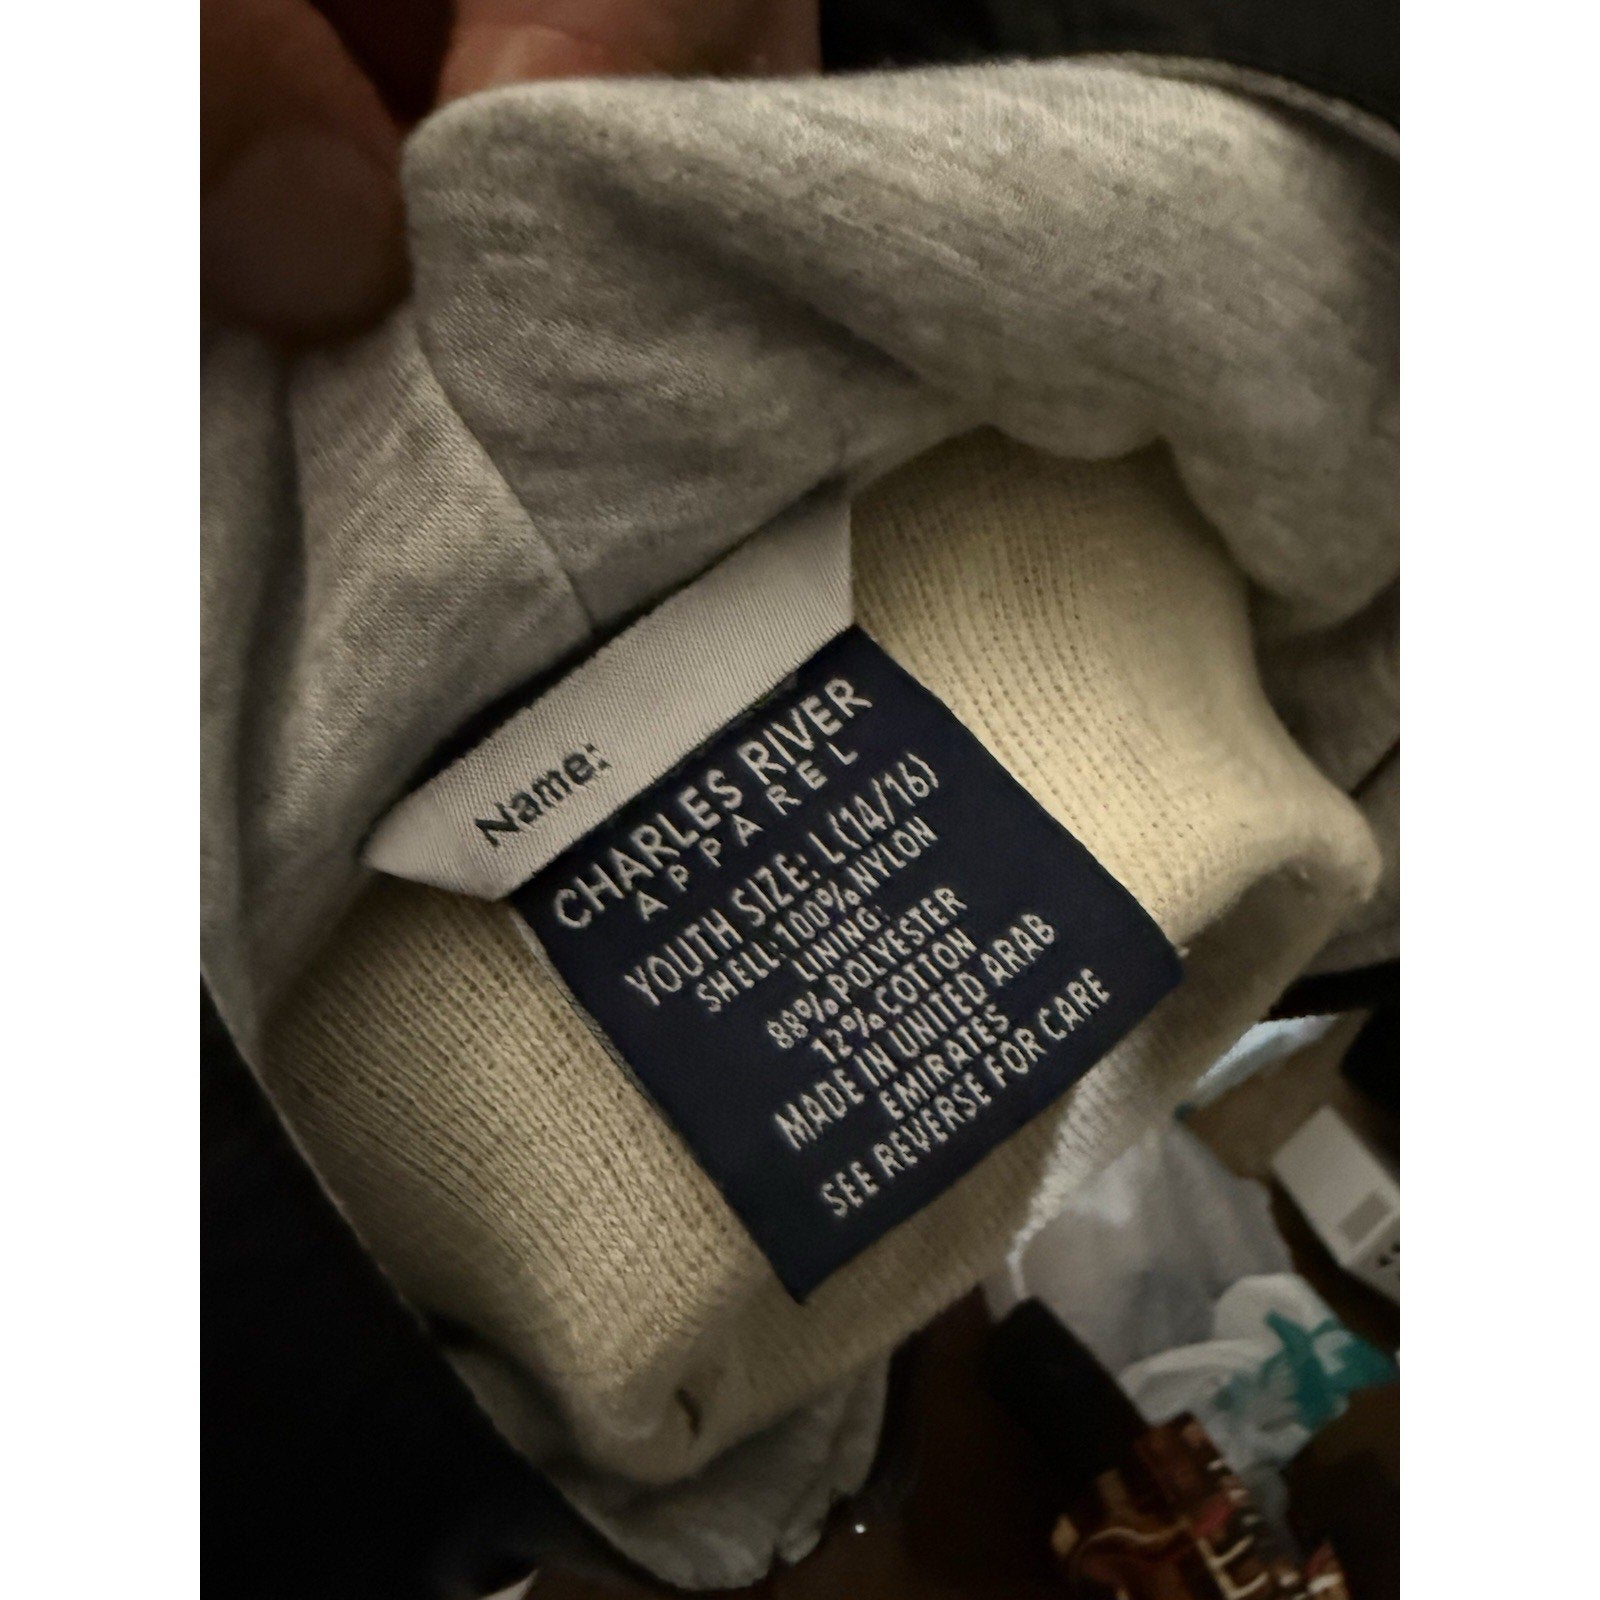 Name:
CHARLES RIVER
APPAREL
YOUTH SIZE: L (14/16)
SHELL: 100% NYLON
LINING:
88% POLYESTER
12% COTTON
MADE IN UNITED ARAB
EMIRATES
SEE REVERSE FOR CARE